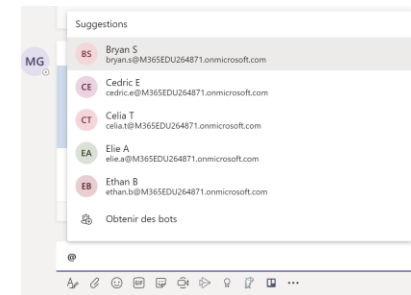 Suggestions
MG
BS
Bryan S
bryan.s@M365EDU264871.onmicrosoft.com
CE
Cedric E
cedric.e@M365EDU264871.onmicrosoft.com
CT
Celia T
celia.t@M365EDU264871.onmicrosoft.com
EA
Elie A
elie.a@M365EDU264871.onmicrosoft.com
EB
Ethan B
ethan.b@M365EDU264871.onmicrosoft.com
Obtenir des bots
@
GIF